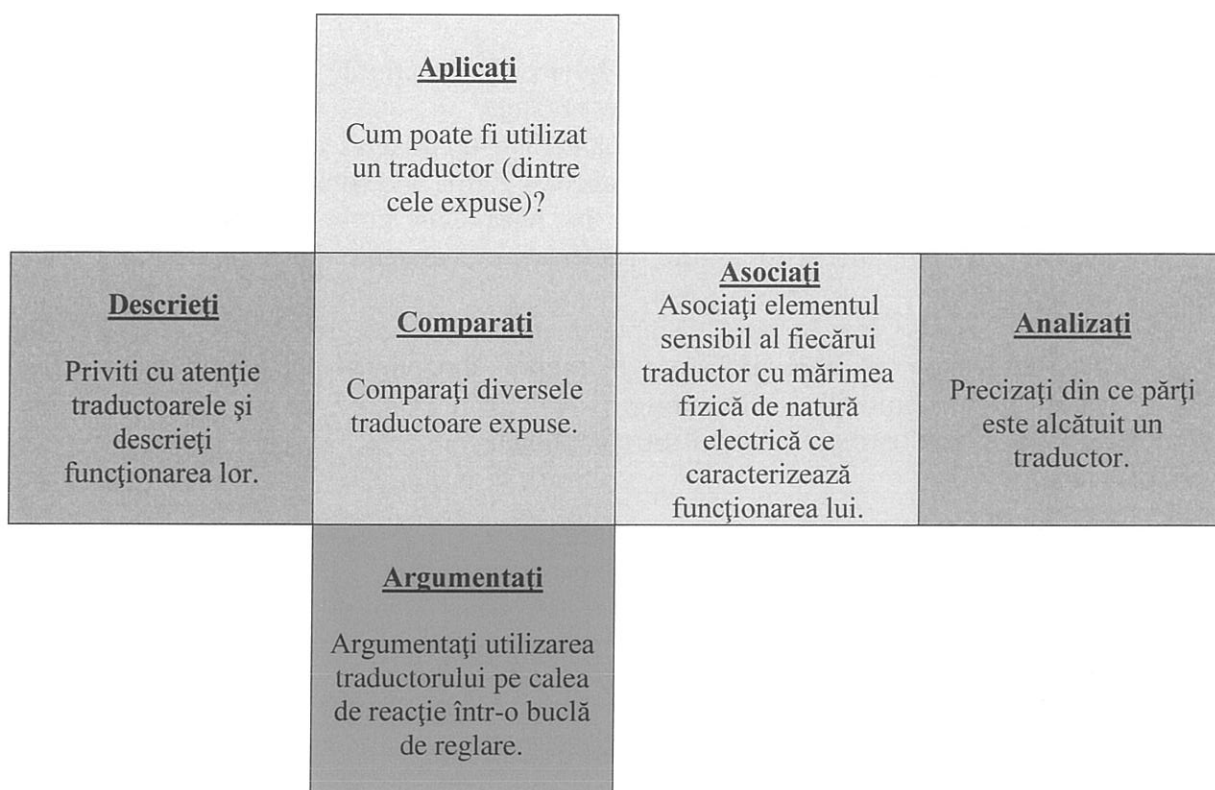 Aplicaţi
Cum poate fi utilizat
un traductor (dintre
cele expuse)?
Descrieţi
Priviti cu atenţie
traductoarele şi
descrieţi
funcţionarea lor.
Comparaţi
Comparaţi diversele
traductoare expuse.
Asociaţi
Asociaţi elementul
sensibil al fiecărui
traductor cu mărimea
fizică de natură
electrică ce
caracterizează
funcţionarea lui.
Analizaţi
Precizaţi din ce părţi
este alcătuit un
traductor.
Argumentaţi
Argumentaţi utilizarea
traductorului pe calea
de reacţie într-o buclă
de reglare.